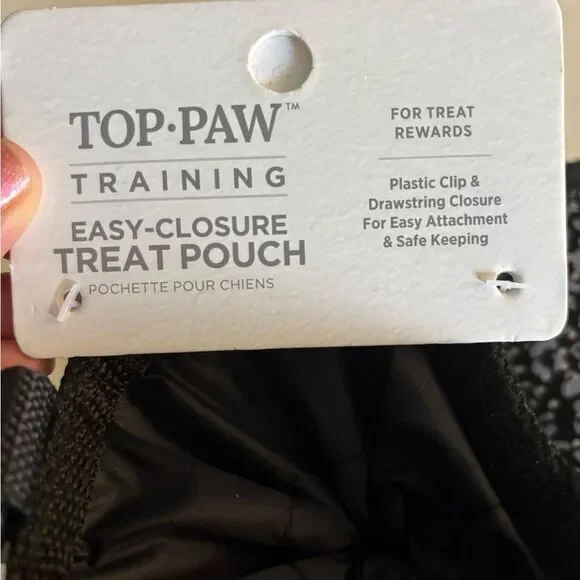 TOP·PAW™
TRAINING
EASY-CLOSURE
TREAT POUCH
POCHETTE POUR CHIENS
FOR TREAT
REWARDS
Plastic Clip &
Drawstring Closure
For Easy Attachment
& Safe Keeping